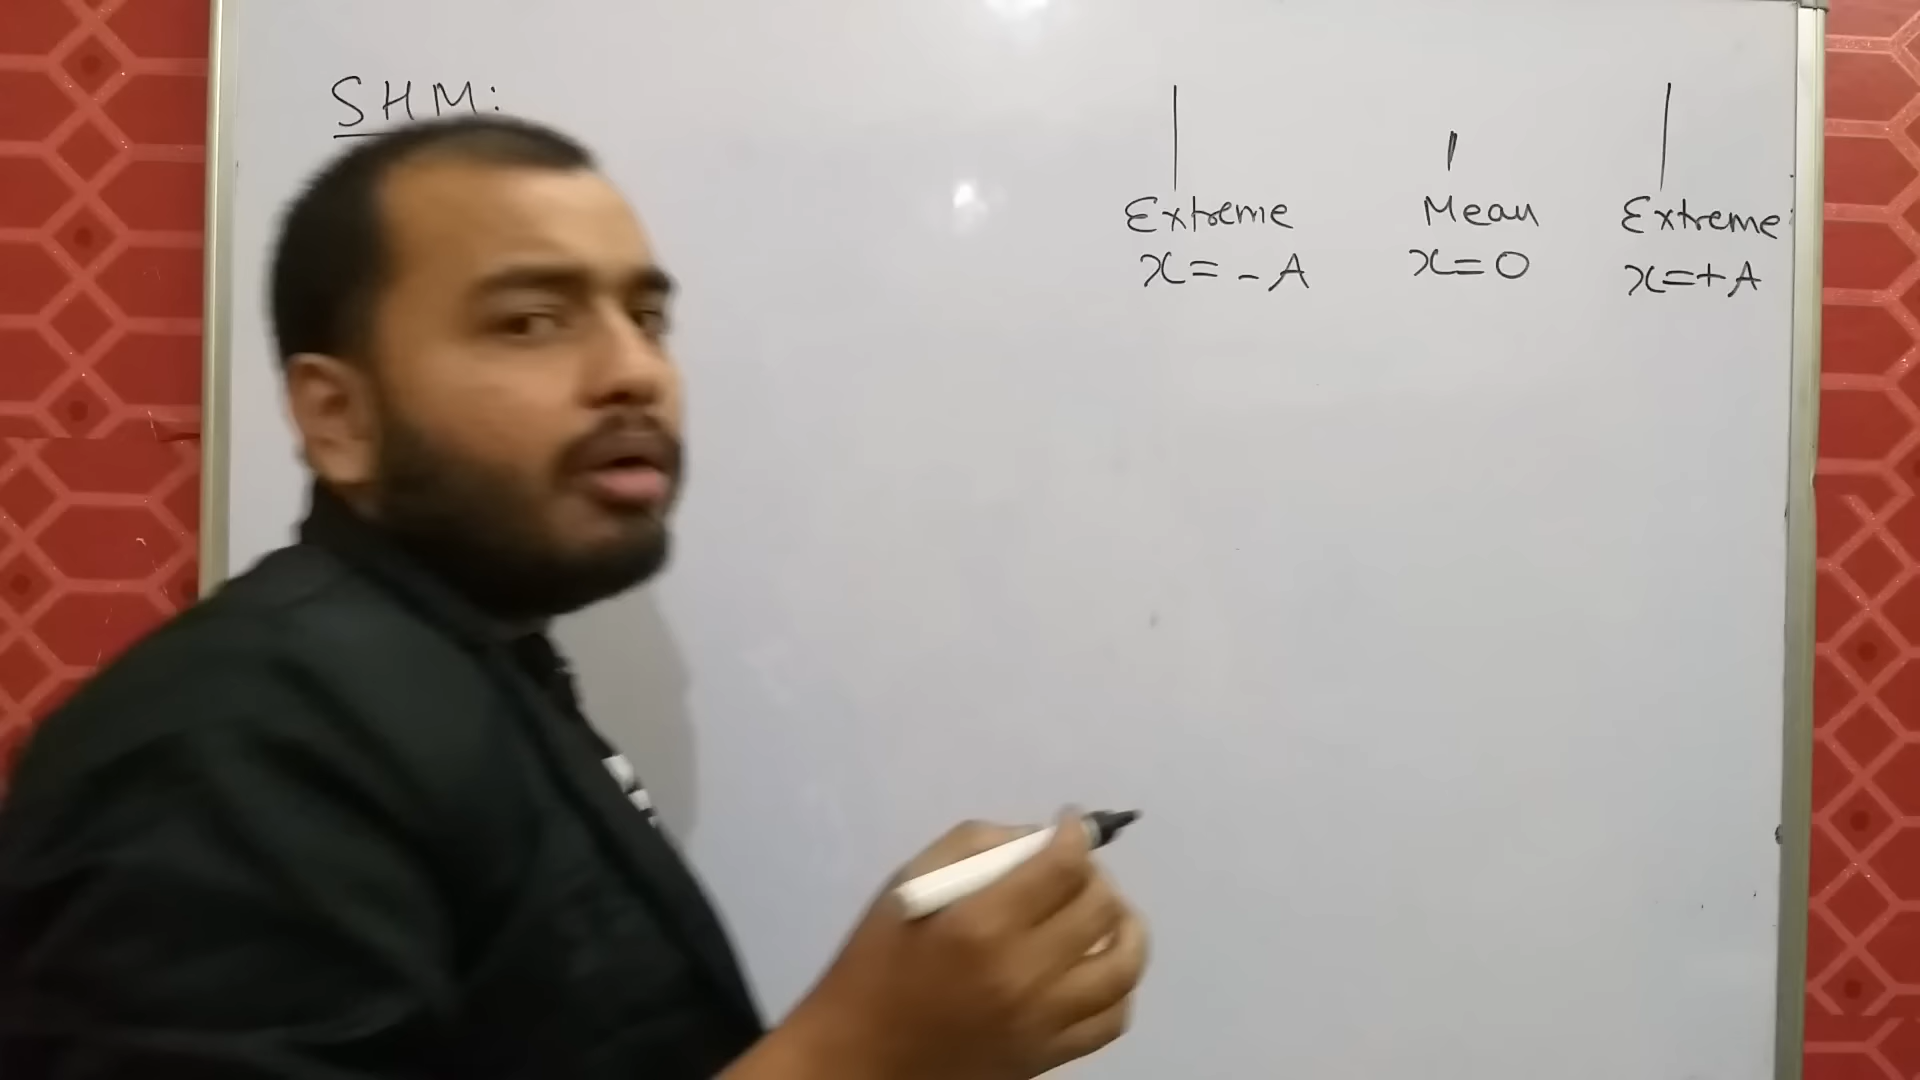 SHM:
Extreme Mean Extreme
x = - A x = 0 x = + A